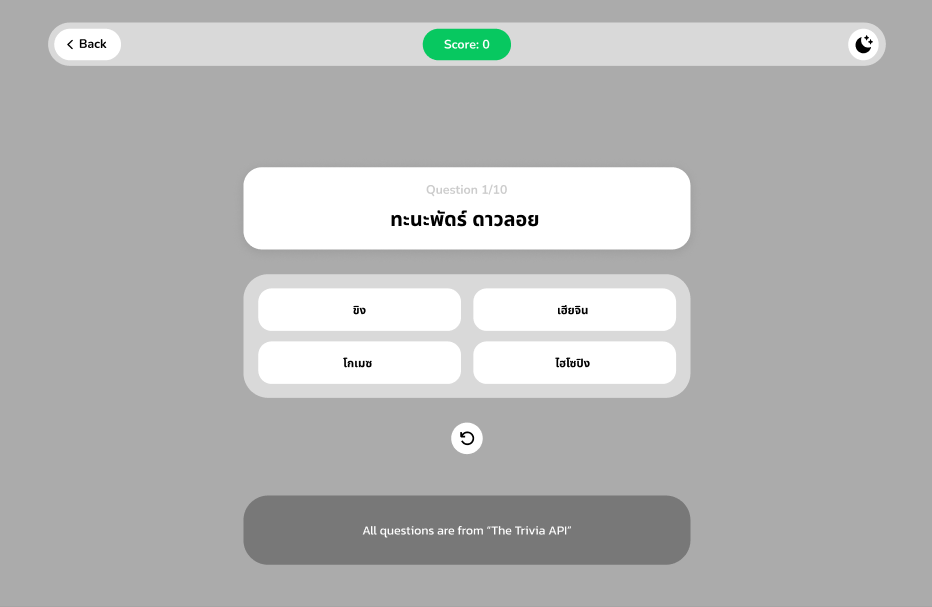 Back
Score: 0
Question 1/10
ทะนะพัดร์ ดาวลอย
ขิง
เฮียจิน
โกเมซ
ไฮโซปิง
All questions are from “The Trivia API”